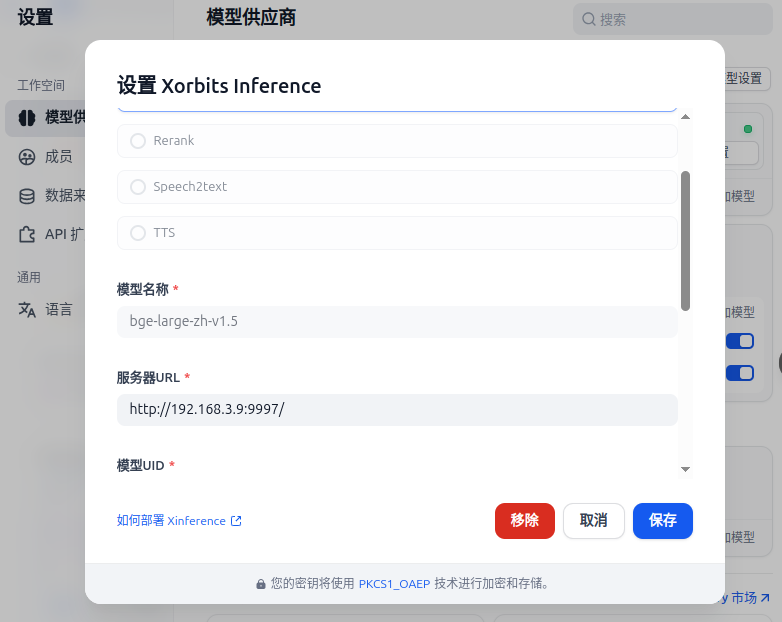 设置
模型供应商
搜索
工作空间
模型供
成员
数据来
API 扩
通用
语言
型设置
置
加模型
加模型
加模型
y 市场
设置 Xorbits Inference
Rerank
Speech2text
TTS
模型名称 *
bge-large-zh-v1.5
服务器URL *
http://192.168.3.9:9997/
模型UID *
如何部署 Xinference
移除
取消
保存
您的密钥将使用 PKCS1_OAEP 技术进行加密和存储。